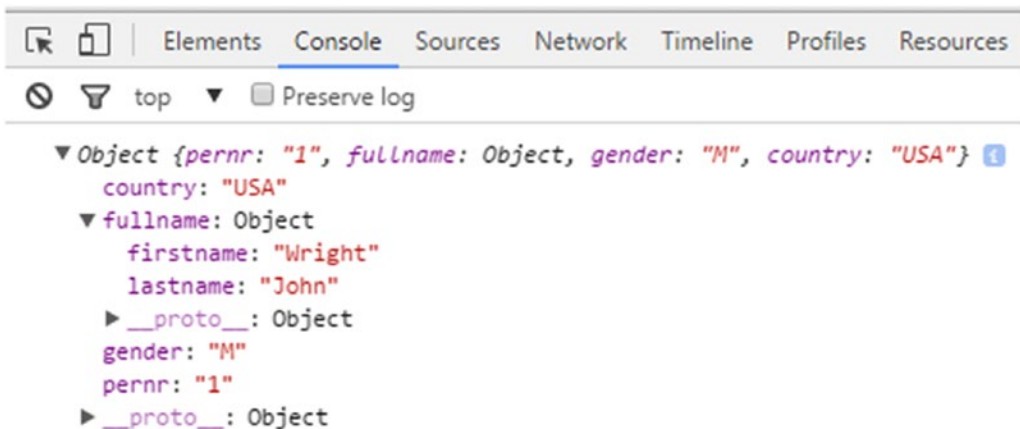 Elements Console Sources Network Timeline Profiles Resources
top Preserve log
Object {pernr: "1", fullname: Object, gender: "M", country: "USA"}
country: "USA"
fullname: Object
firstname: "Wright"
lastname: "John"
__proto__: Object
gender: "M"
pernr: "1"
__proto__: Object